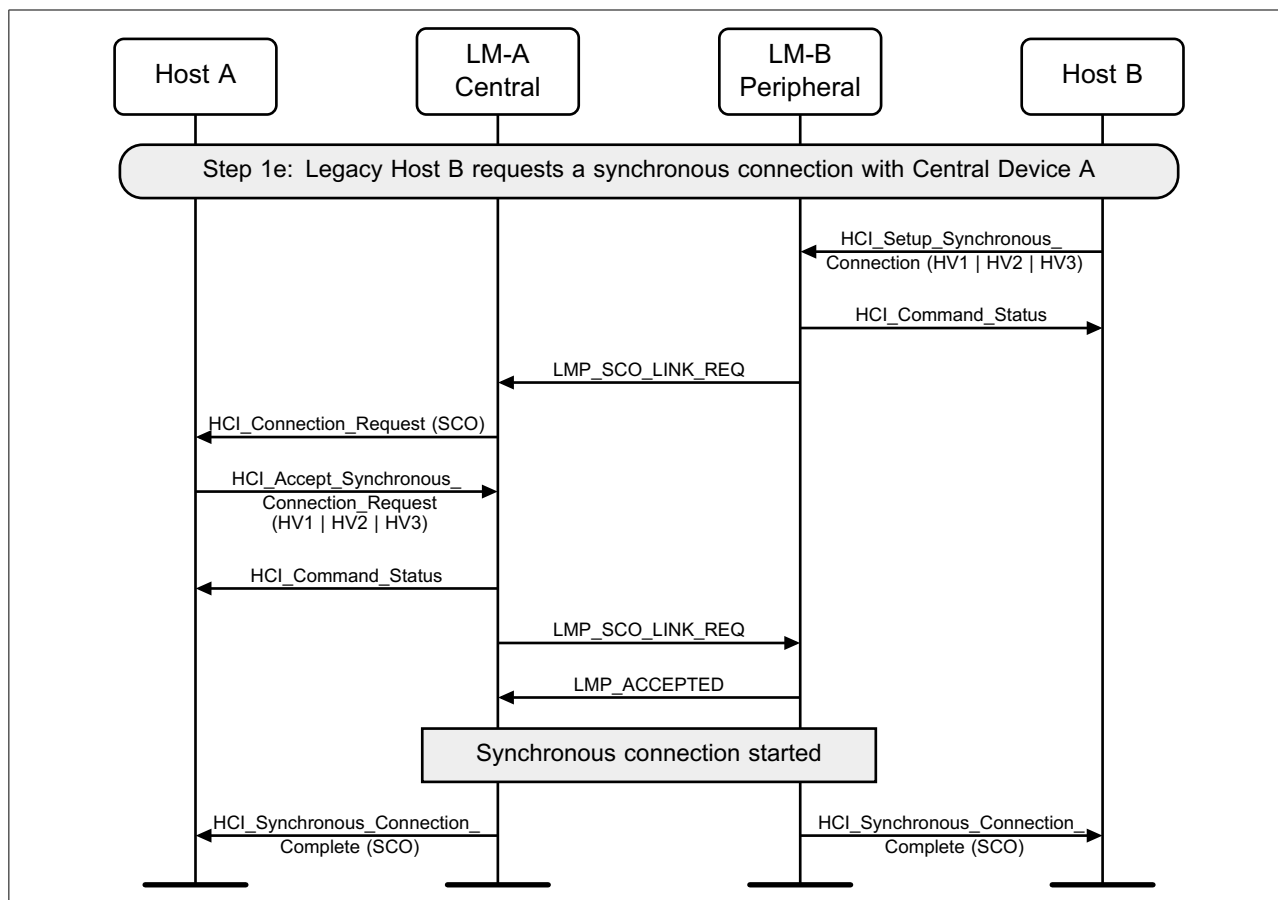 Host A
LM-A
Central
LM-B
Peripheral
Host B
Step 1e: Legacy Host B requests a synchronous connection with Central Device A
HCI_Setup_Synchronous_
Connection (HV1 | HV2 | HV3)
HCI_Command_Status
LMP_SCO_LINK_REQ
HCI_Connection_Request (SCO)
HCI_Accept_Synchronous_
Connection_Request
(HV1 | HV2 | HV3)
HCI_Command_Status
LMP_SCO_LINK_REQ
LMP_ACCEPTED
Synchronous connection started
HCI_Synchronous_Connection_
Complete (SCO)
HCI_Synchronous_Connection_
Complete (SCO)